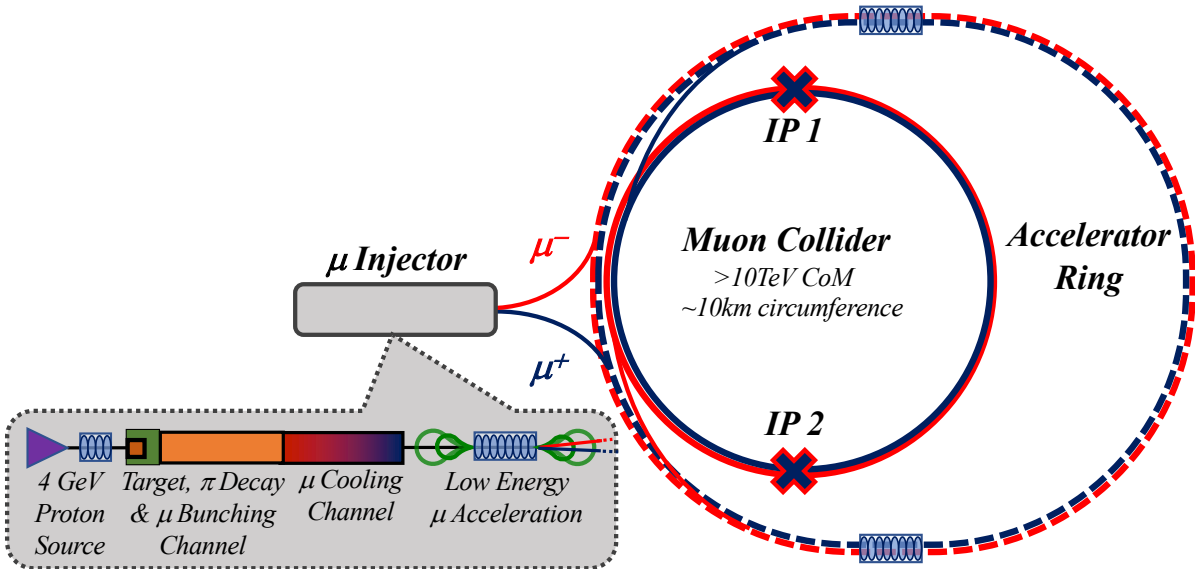 IP 1
μ Injector
μ⁻
μ⁺
Muon Collider
>10TeV CoM
~10km circumference
Accelerator
Ring
IP 2
4 GeV
Proton
Source
Target, π Decay
& μ Bunching
Channel
μ Cooling
Channel
Low Energy
μ Acceleration